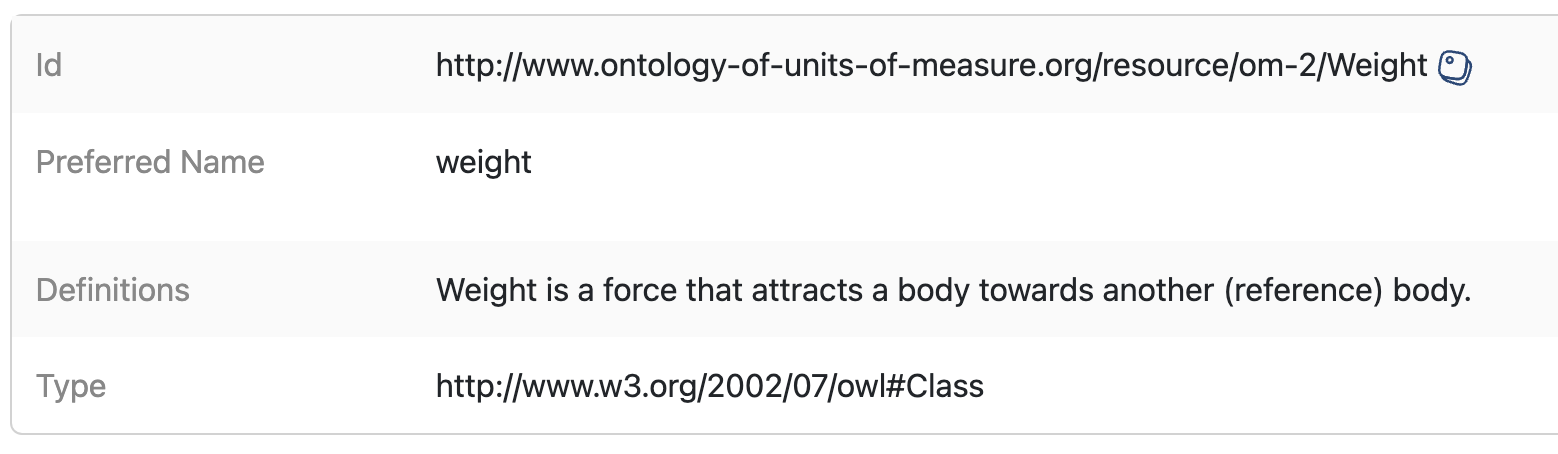 Id http://www.ontology-of-units-of-measure.org/resource/om-2/Weight
Preferred Name weight
Definitions Weight is a force that attracts a body towards another (reference) body.
Type http://www.w3.org/2002/07/owl#Class